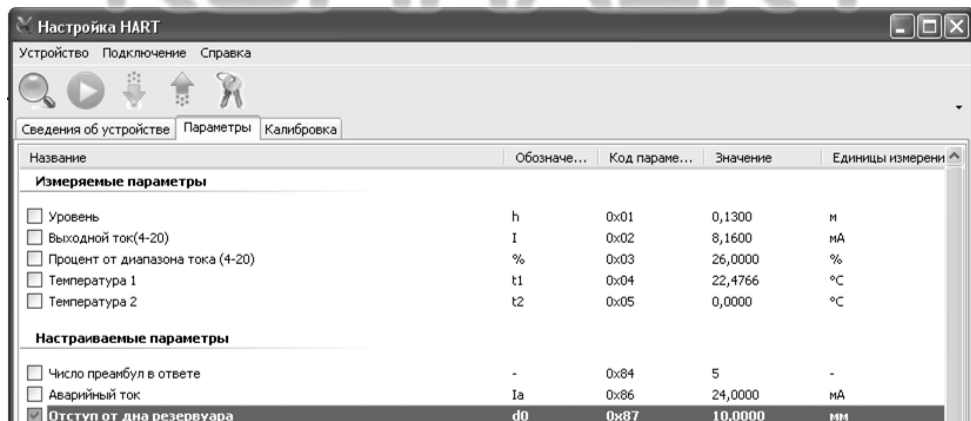 Настройка HART
Устройство Подключение Справка
Сведения об устройстве Параметры Калибровка
Название Обозначе... Код параме... Значение Единицы измерени
Измеряемые параметры
Уровень h 0x01 0,1300 м
Выходной ток(4-20) I 0x02 8,1600 мА
Процент от диапазона тока (4-20) % 0x03 26,0000 %
Температура 1 t1 0x04 22,4766 °C
Температура 2 t2 0x05 0,0000 °C
Настраиваемые параметры
Число преамбул в ответе - 0x84 5 -
Аварийный ток Ia 0x86 24,0000 мА
Отступ от дна резервуара d0 0x87 10,0000 мм